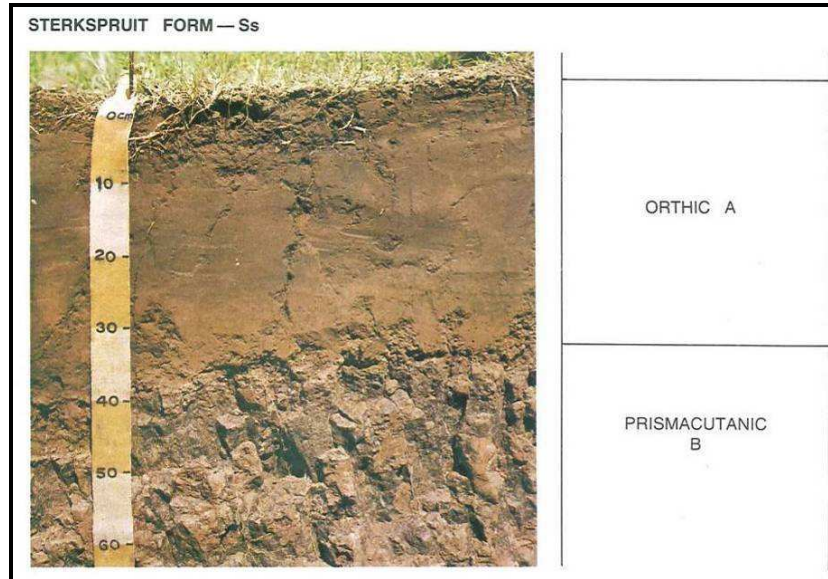 STERKSPRUIT FORM — Ss
0cm
10
20
30
40
50
60
ORTHIC A
PRISMACUTANIC
B